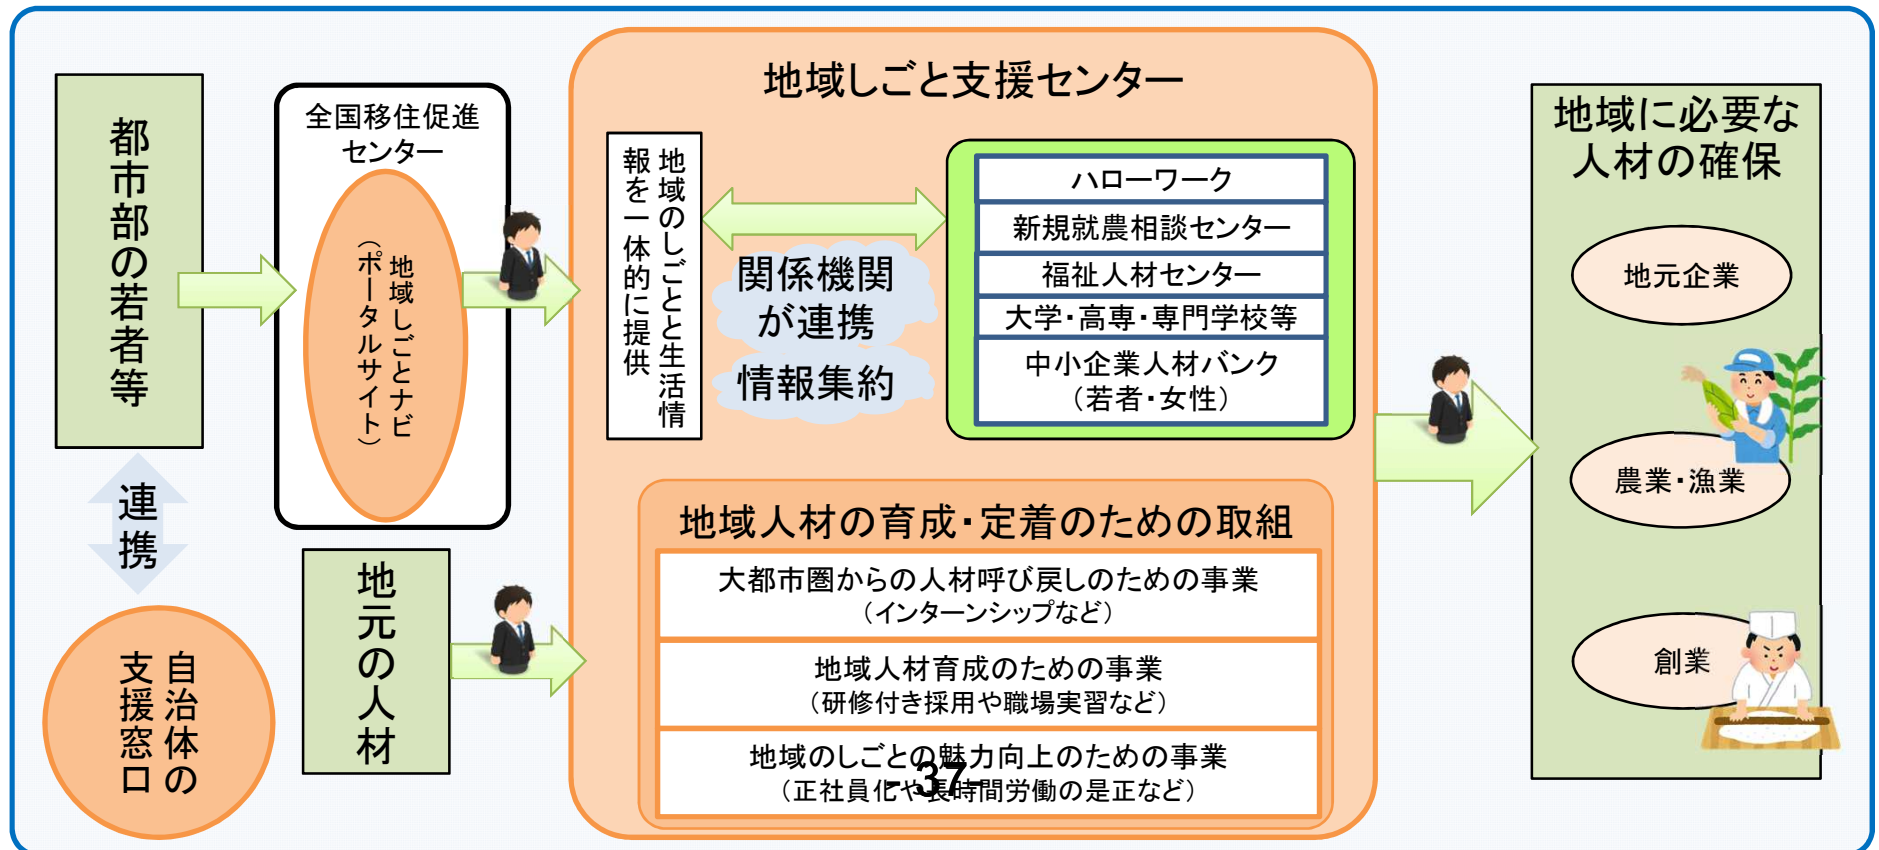 都市部の若者等
連携
自治体の
支援窓口
全国移住促進
センター
地域しごとナビ
(ポータルサイト)
地元の人材
地域しごと支援センター
地域のしごとと生活情
報を一体的に提供
関係機関
が連携
情報集約
ハローワーク
新規就農相談センター
福祉人材センター
大学・高専・専門学校等
中小企業人材バンク
(若者・女性)
地域人材の育成・定着のための取組
大都市圏からの人材呼び戻しのための事業
(インターンシップなど)
地域人材育成のための事業
(研修付き採用や職場実習など)
地域のしごとの魅力向上のための事業
(正社員化や長時間労働の是正など)
- 37-
地域に必要な
人材の確保
地元企業
農業・漁業
創業